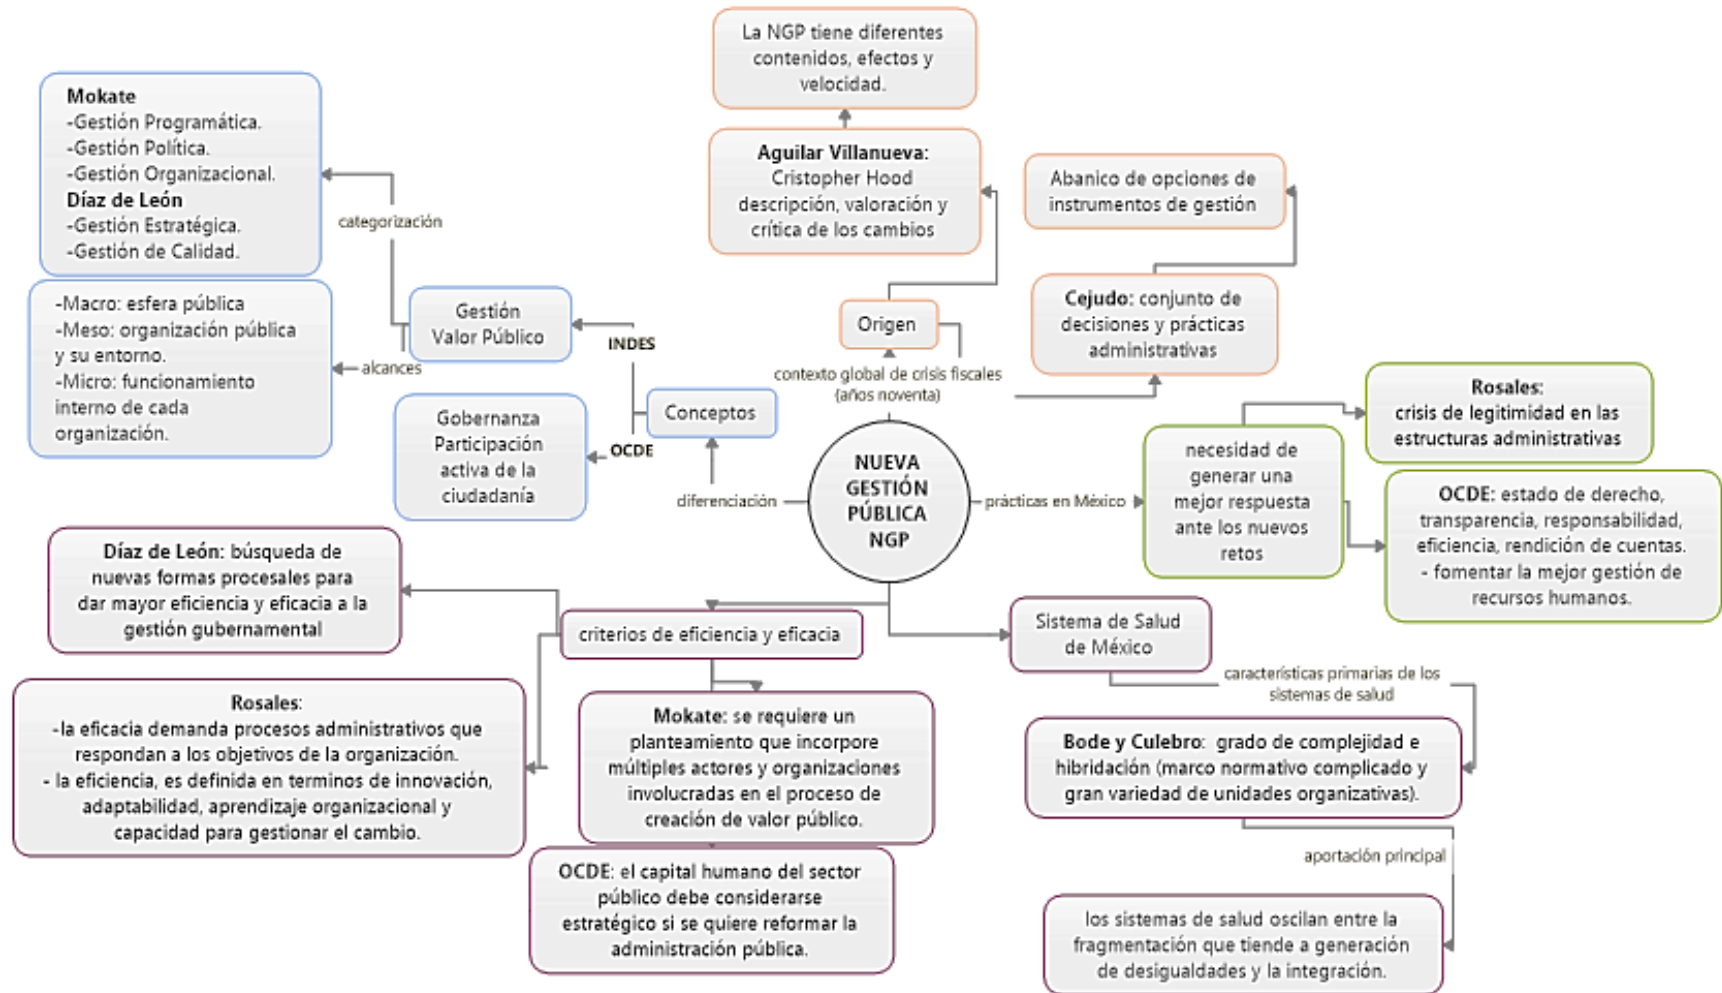 La NGP tiene diferentes
contenidos, efectos y
velocidad.
Mokate
-Gestión Programática.
-Gestión Política.
-Gestión Organizacional.
Díaz de León
-Gestión Estratégica.
-Gestión de Calidad.
categorización
Aguilar Villanueva:
Cristopher Hood
descripción, valoración y
crítica de los cambios
Abanico de opciones de
instrumentos de gestión
-Macro: esfera pública
-Meso: organización pública
y su entorno.
-Micro: funcionamiento
interno de cada
organización.
alcances
Gestión
Valor Público
INDES
Origen
contexto global de crisis fiscales
(años noventa)
Cejudo: conjunto de
decisiones y prácticas
administrativas
Gobernanza
Participación
activa de la
ciudadanía
OCDE
Conceptos
diferenciación
NUEVA
GESTIÓN
PÚBLICA
NGP
prácticas en México
necesidad de
generar una
mejor respuesta
ante los nuevos
retos
Rosales:
crisis de legitimidad en las
estructuras administrativas
OCDE: estado de derecho,
transparencia, responsabilidad,
eficiencia, rendición de cuentas.
- fomentar la mejor gestión de
recursos humanos.
Díaz de León: búsqueda de
nuevas formas procesales para
dar mayor eficiencia y eficacia a la
gestión gubernamental
criterios de eficiencia y eficacia
Sistema de Salud
de México
características primarias de los
sistemas de salud
Rosales:
-la eficacia demanda procesos administrativos que
respondan a los objetivos de la organización.
- la eficiencia, es definida en terminos de innovación,
adaptabilidad, aprendizaje organizacional y
capacidad para gestionar el cambio.
Mokate: se requiere un
planteamiento que incorpore
múltiples actores y organizaciones
involucradas en el proceso de
creación de valor público.
Bode y Culebro: grado de complejidad e
hibridación (marco normativo complicado y
gran variedad de unidades organizativas).
aportación principal
OCDE: el capital humano del sector
público debe considerarse
estratégico si se quiere reformar la
administración pública.
los sistemas de salud oscilan entre la
fragmentación que tiende a generación
de desigualdades y la integración.